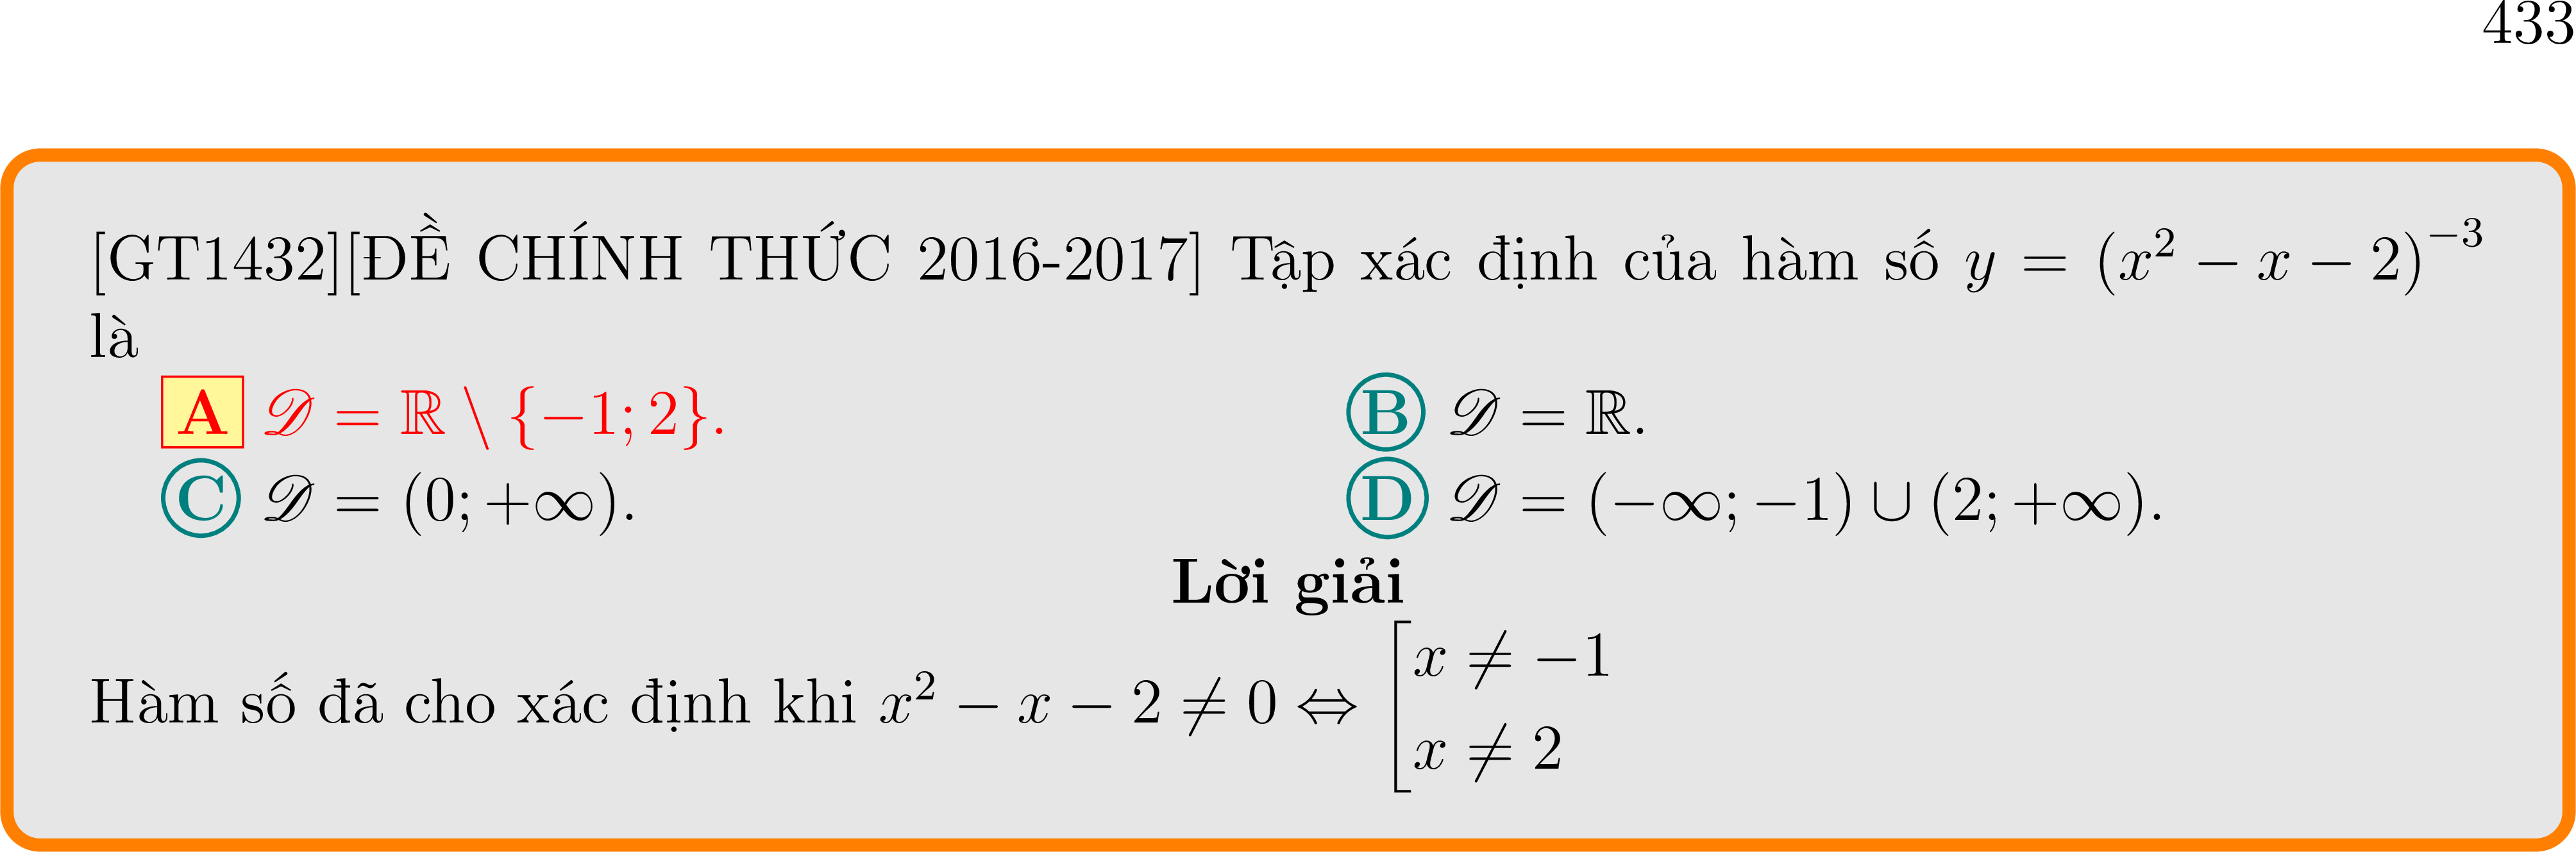 433
[GT1432][ĐỀ CHÍNH THỨC 2016-2017] Tập xác định của hàm số $y = (x^2 - x - 2)^{-3}$
là
A $\mathscr{D} = \mathbb{R} \setminus \{-1; 2\}.$ B $\mathscr{D} = \mathbb{R}.$
C $\mathscr{D} = (0; +\infty).$ D $\mathscr{D} = (-\infty; -1) \cup (2; +\infty).$
Lời giải
Hàm số đã cho xác định khi $x^2 - x - 2 \neq 0 \Leftrightarrow \left[\begin{array}{l} x \neq -1 \\ x \neq 2 \end{array}\right.$